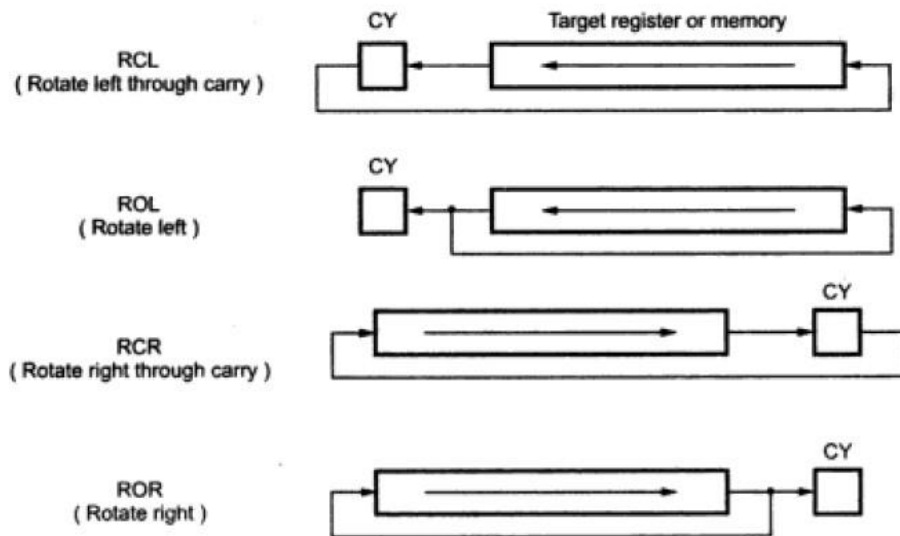 CY
Target register or memory
RCL
( Rotate left through carry )
CY
ROL
( Rotate left )
CY
RCR
( Rotate right through carry )
CY
ROR
( Rotate right )